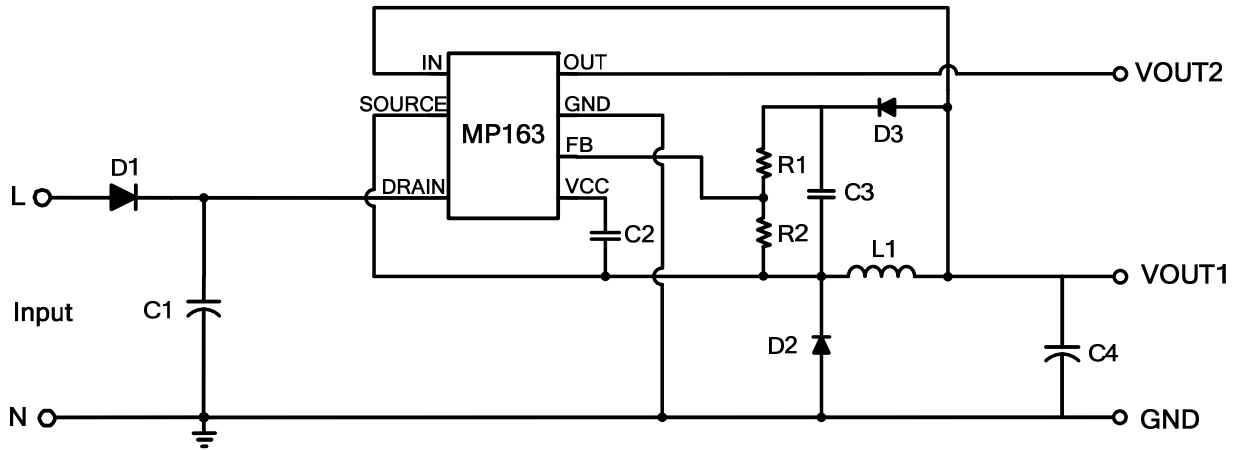 IN
OUT
VOUT2
SOURCE
GND
MP163
D3
FB
D1
R1
DRAIN
VCC
C3
L
C2
R2
L1
VOUT1
Input
C1
D2
C4
N
GND